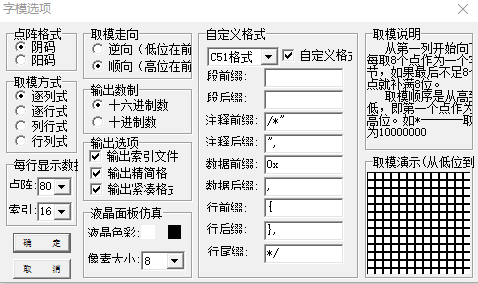 字模选项
点阵格式
阴码
阳码
取模方式
逐列式
逐行式
列行式
行列式
每行显示数据
点阵: 80
索引: 16
确 定
取 消
取模走向
逆向(低位在前
顺向(高位在前
输出数制
十六进制数
十进制数
输出选项
输出索引文件
输出精简格
输出紧凑格式
液晶面板仿真
液晶色彩:
像素大小: 8
自定义格式
C51格式 自定义格式
段前缀:
段后缀:
注释前缀: /*"
注释后缀: ",
数据前缀: 0x
数据后缀: ,
行前缀: {
行后缀: },
行尾缀: */
取模说明
从第一列开始向
每取8个点作为一个字
节,如果最后不足8个
点就补满8位。
取模顺序是从高到
低,即第一个点作为
高位。如*-------取
为10000000
取模演示(从低位到